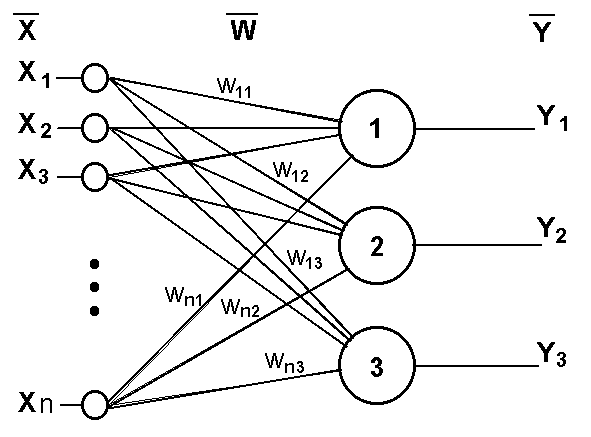 X W Y
X1 W11 1 Y1
X2
X3 W12
2 Y2
W13
Wn1 Wn2
Wn3 3 Y3
Xn